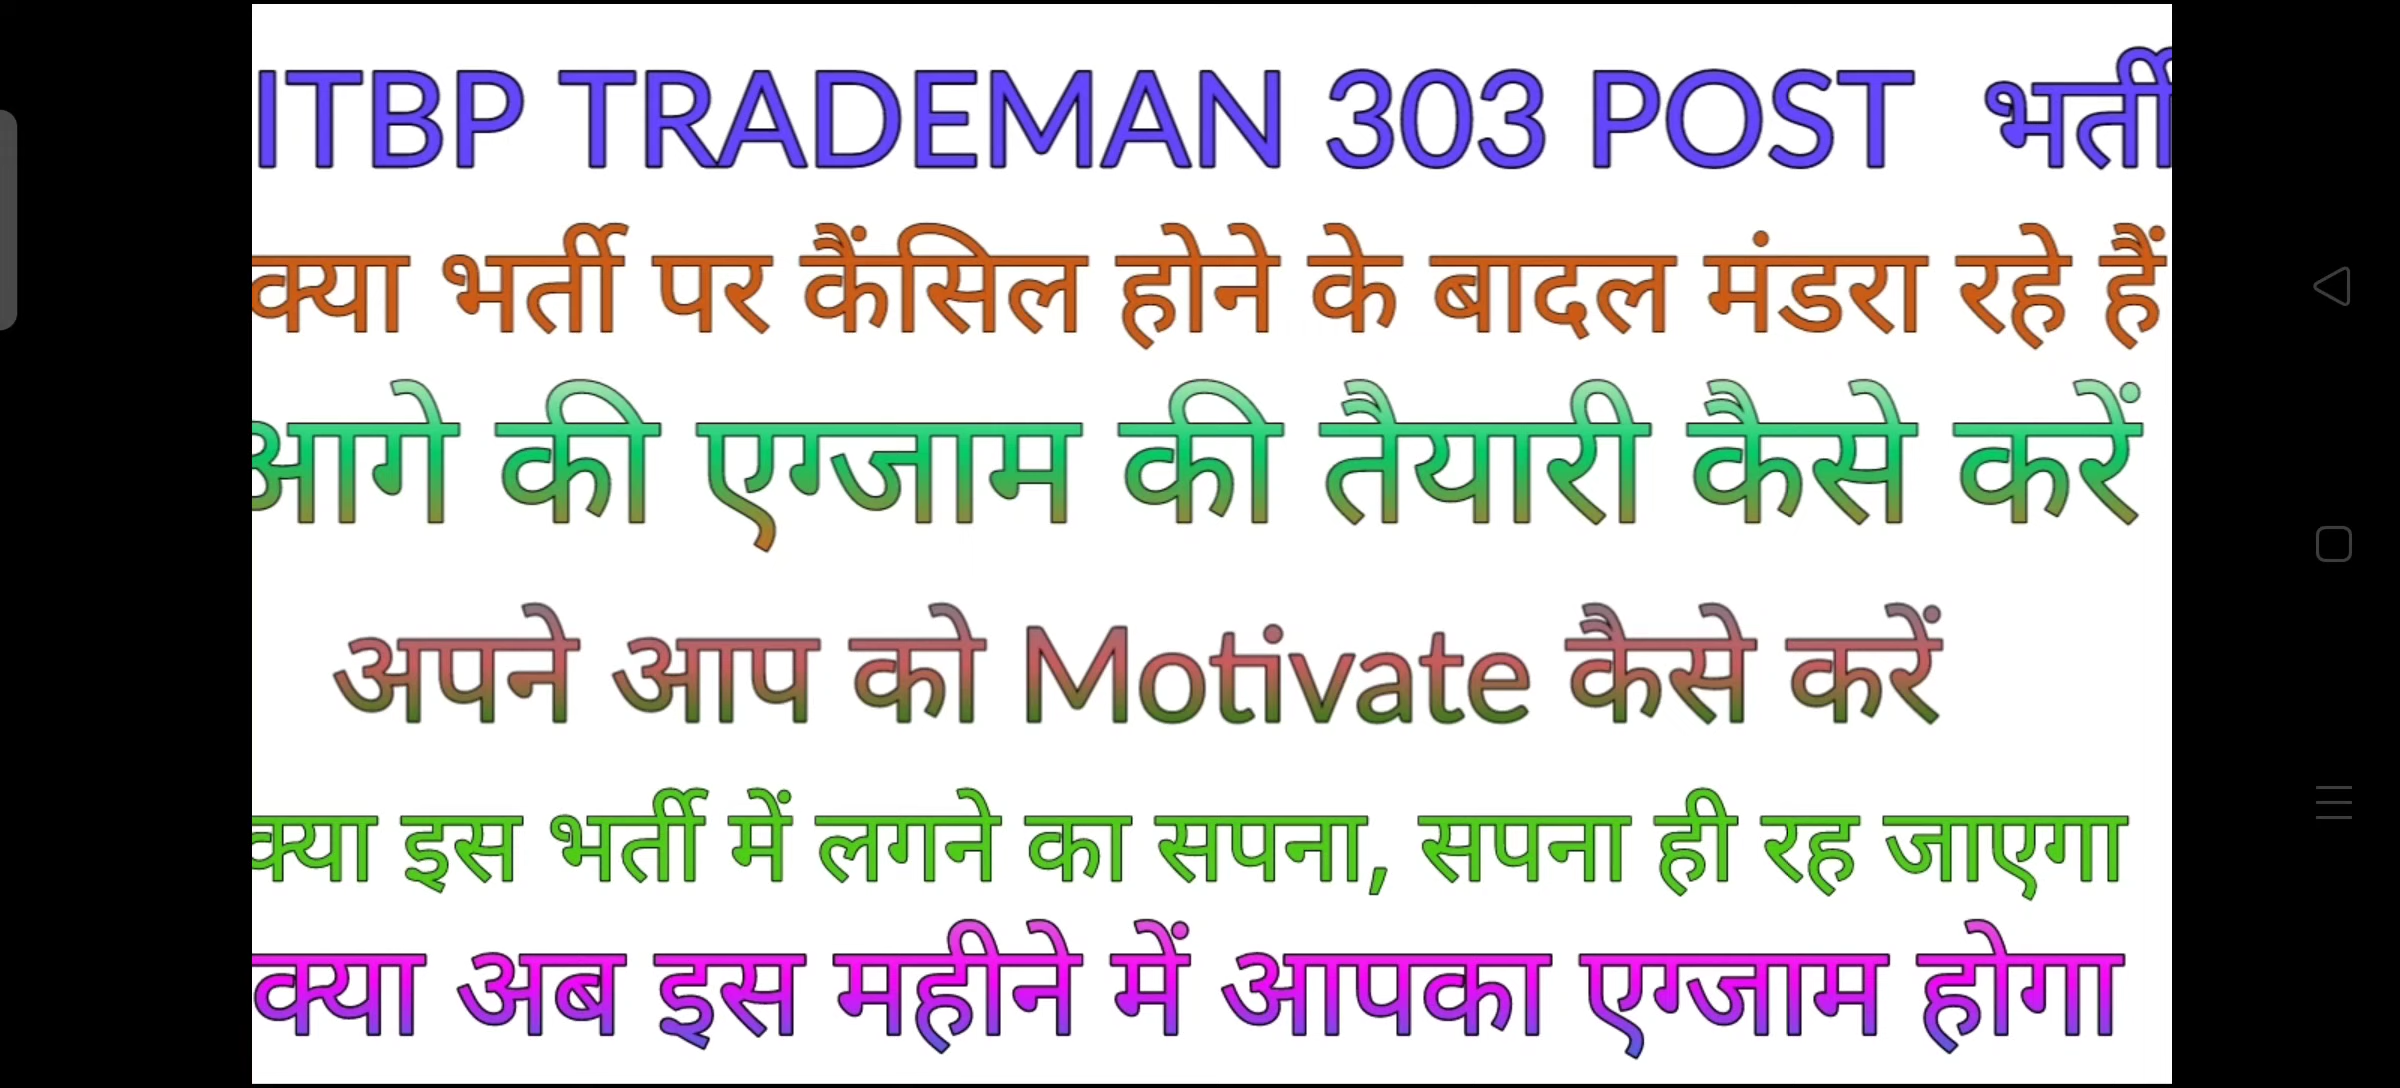 ITBP TRADEMAN 303 POST भर्ती
क्या भर्ती पर कैंसिल होने के बादल मंडरा रहे हैं
आगे की एग्जाम की तैयारी कैसे करें
अपने आप को Motivate कैसे करें
क्या इस भर्ती में लगने का सपना, सपना ही रह जाएगा
क्या अब इस महीने में आपका एग्जाम होगा